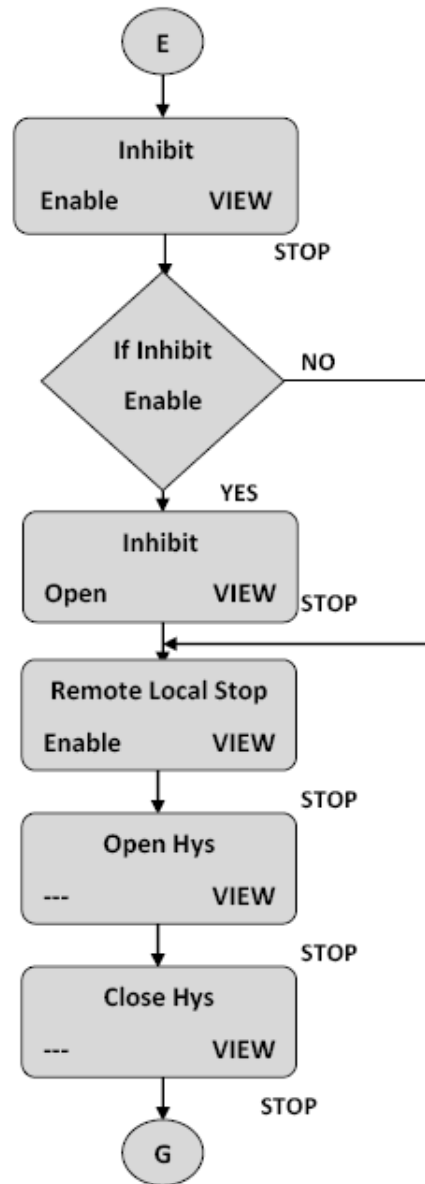 E
Inhibit
Enable VIEW
STOP
If Inhibit
Enable
NO
YES
Inhibit
Open VIEW
STOP
Remote Local Stop
Enable VIEW
STOP
Open Hys
--- VIEW
STOP
Close Hys
--- VIEW
STOP
G